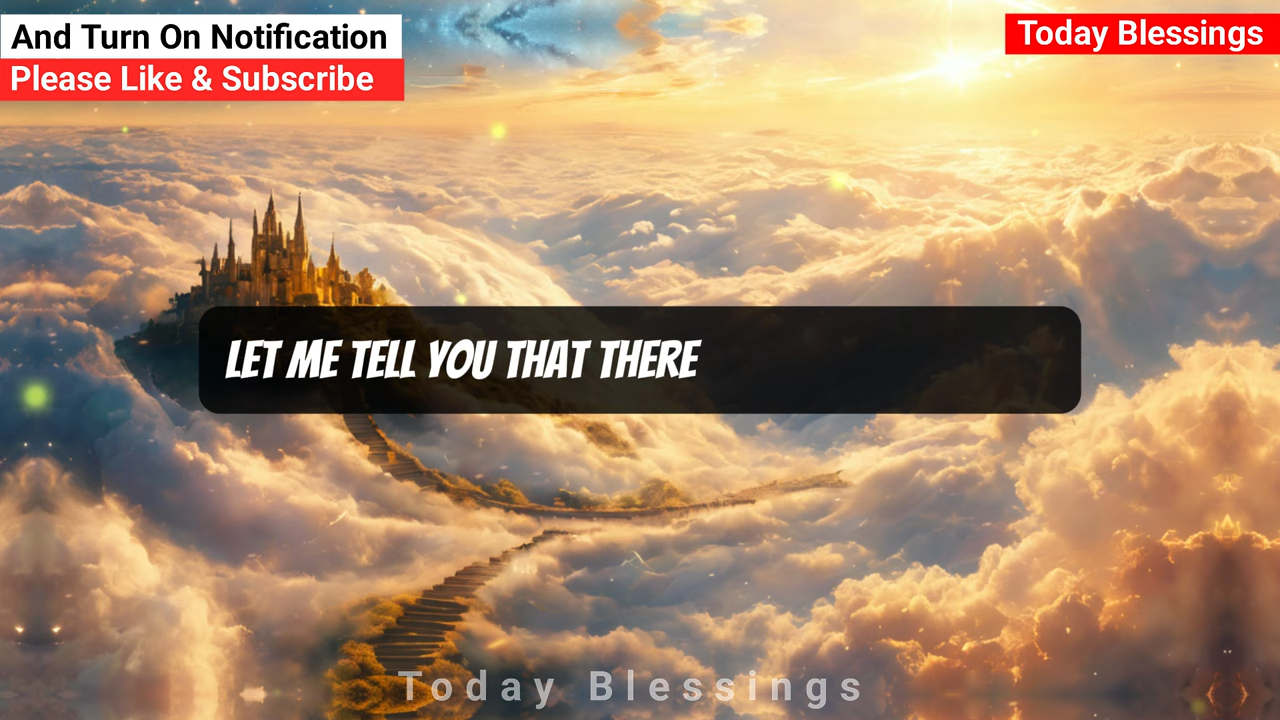 And Turn On Notification
Please Like & Subscribe
Today Blessings
LET ME TELL YOU THAT THERE
Today Blessings